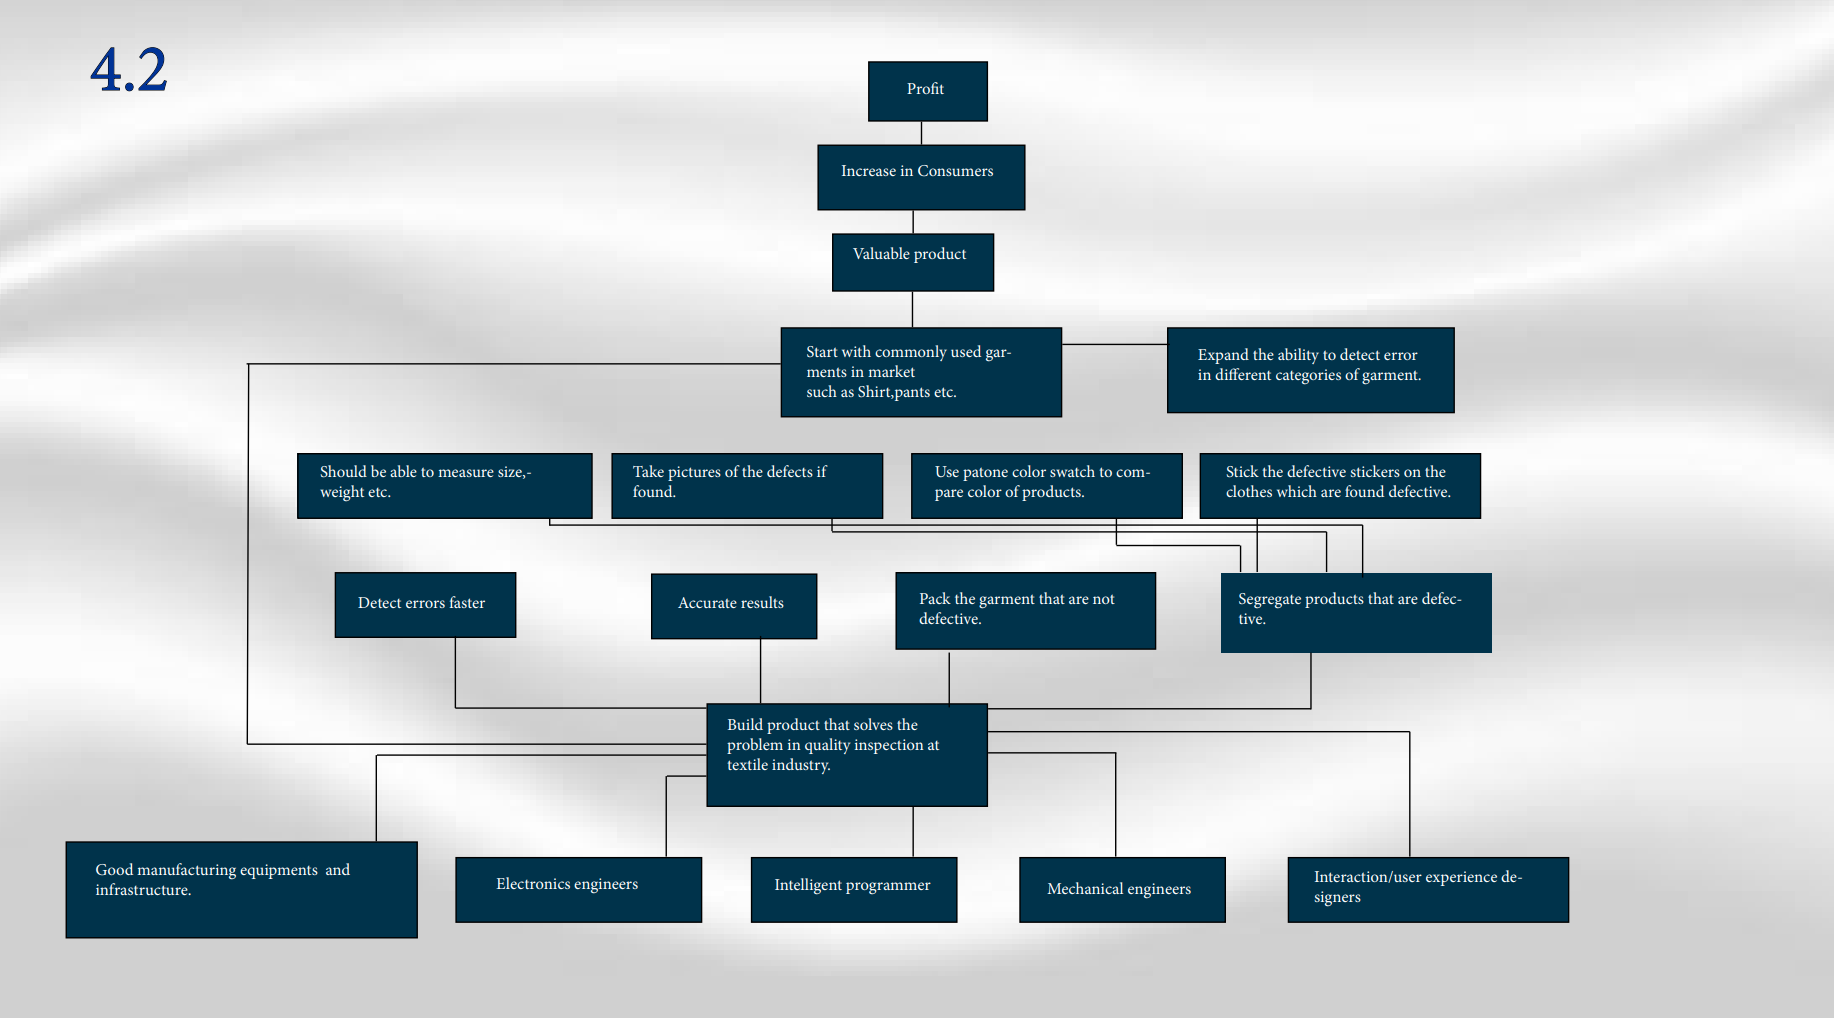 4.2
Profit
Increase in Consumers
Valuable product
Start with commonly used gar-
ments in market
such as Shirt,pants etc.
Expand the ability to detect error
in different categories of garment.
Should be able to measure size,-
weight etc.
Take pictures of the defects if
found.
Use patone color swatch to com-
pare color of products.
Stick the defective stickers on the
clothes which are found defective.
Detect errors faster
Accurate results
Pack the garment that are not
defective.
Segregate products that are defec-
tive.
Build product that solves the
problem in quality inspection at
textile industry.
Good manufacturing equipments  and
infrastructure.
Electronics engineers
Intelligent programmer
Mechanical engineers
Interaction/user experience de-
signers